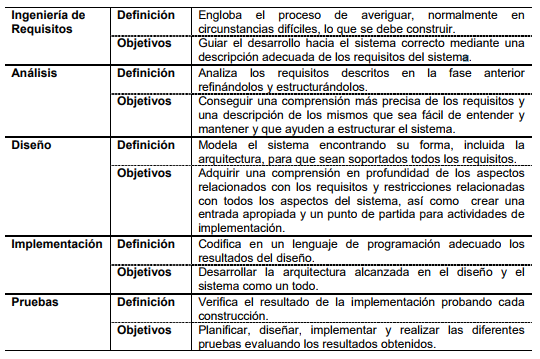 Ingeniería de Requisitos
Definición
Engloba el proceso de averiguar, normalmente en
circunstancias difíciles, lo que se debe construir.
Objetivos
Guiar el desarrollo hacia el sistema correcto mediante una
descripción adecuada de los requisitos del sistema.
Análisis
Definición
Analiza los requisitos descritos en la fase anterior
refinándolos y estructurándolos.
Objetivos
Conseguir una comprensión más precisa de los requisitos y
una descripción de los mismos que sea fácil de entender y
mantener y que ayuden a estructurar el sistema.
Diseño
Definición
Modela el sistema encontrando su forma, incluida la
arquitectura, para que sean soportados todos los requisitos.
Objetivos
Adquirir una comprensión en profundidad de los aspectos
relacionados con los requisitos y restricciones relacionadas
con todos los aspectos del sistema, así como crear una
entrada apropiada y un punto de partida para actividades de
implementación.
Implementación
Definición
Codifica en un lenguaje de programación adecuado los
resultados del diseño.
Objetivos
Desarrollar la arquitectura alcanzada en el diseño y el
sistema como un todo.
Pruebas
Definición
Verifica el resultado de la implementación probando cada
construcción.
Objetivos
Planificar, diseñar, implementar y realizar las diferentes
pruebas evaluando los resultados obtenidos.